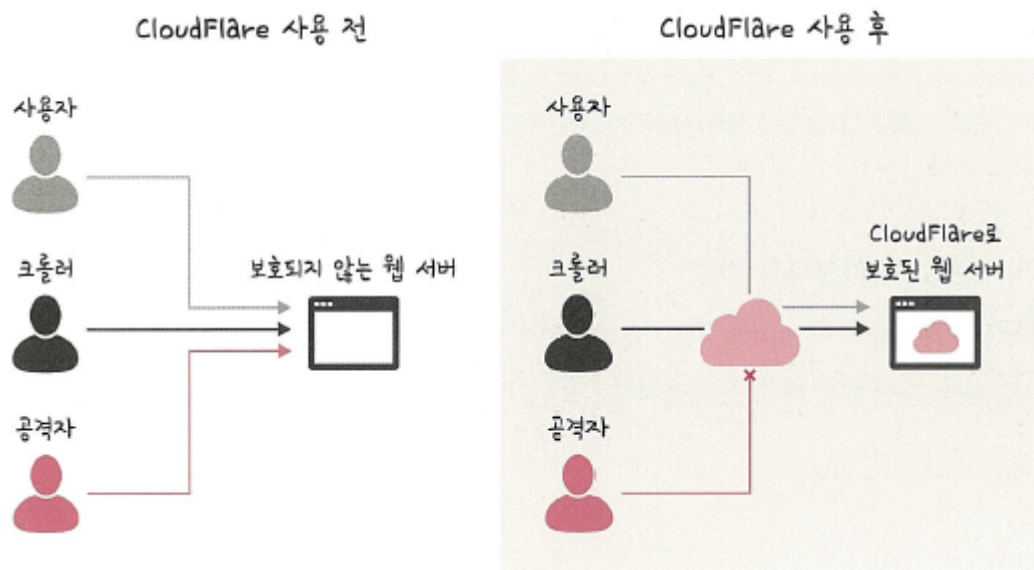 CloudFlare 사용 전
사용자
크롤러
보호되지 않는 웹 서버
공격자
CloudFlare 사용 후
사용자
크롤러
CloudFlare로
보호된 웹 서버
공격자